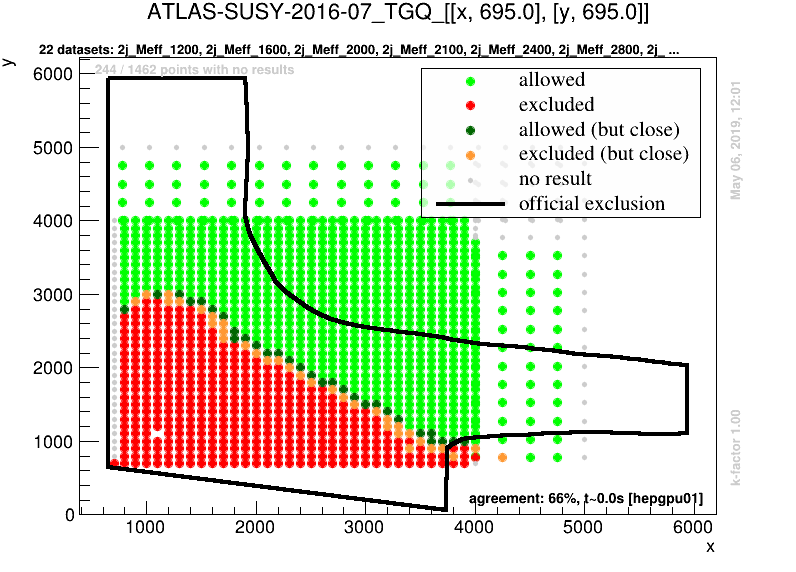 ATLAS-SUSY-2016-07_TGQ_[[x, 695.0], [y, 695.0]]
22 datasets: 2j_Meff_1200, 2j_Meff_1600, 2j_Meff_2000, 2j_Meff_2100, 2j_Meff_2400, 2j_Meff_2800, 2j_ ...
y
244 / 1462 points with no results
allowed
excluded
allowed (but close)
excluded (but close)
no result
official exclusion
6000
5000
4000
3000
2000
1000
0
May 06, 2019, 12:01
k-factor 1.00
agreement: 66%, t~0.0s [hepgpu01]
1000 2000 3000 4000 5000 6000
x